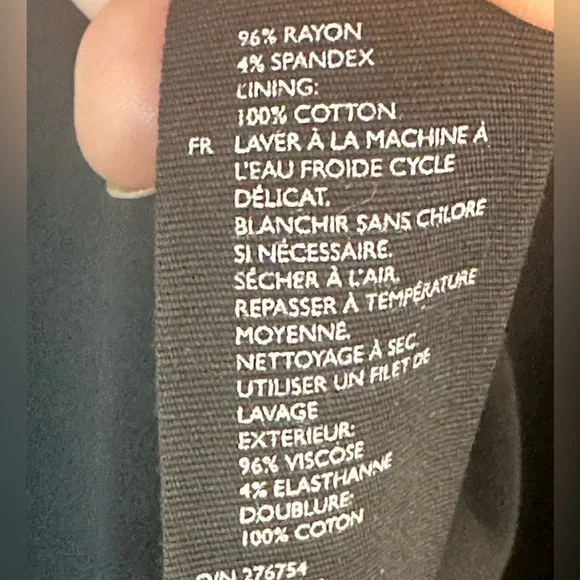 96% RAYON
4% SPANDEX
LINING:
100% COTTON
FR LAVER À LA MACHINE À
L'EAU FROIDE CYCLE
DÉLICAT.
BLANCHIR SANS CHLORE
SI NÉCESSAIRE.
SÉCHER À L'AIR.
REPASSER À TEMPÉRATURE
MOYENNE.
NETTOYAGE À SEC
UTILISER UN FILET DE
LAVAGE
EXTERIEUR:
96% VISCOSE
4% ELASTHANNE
DOUBLURE:
100% COTON
276754